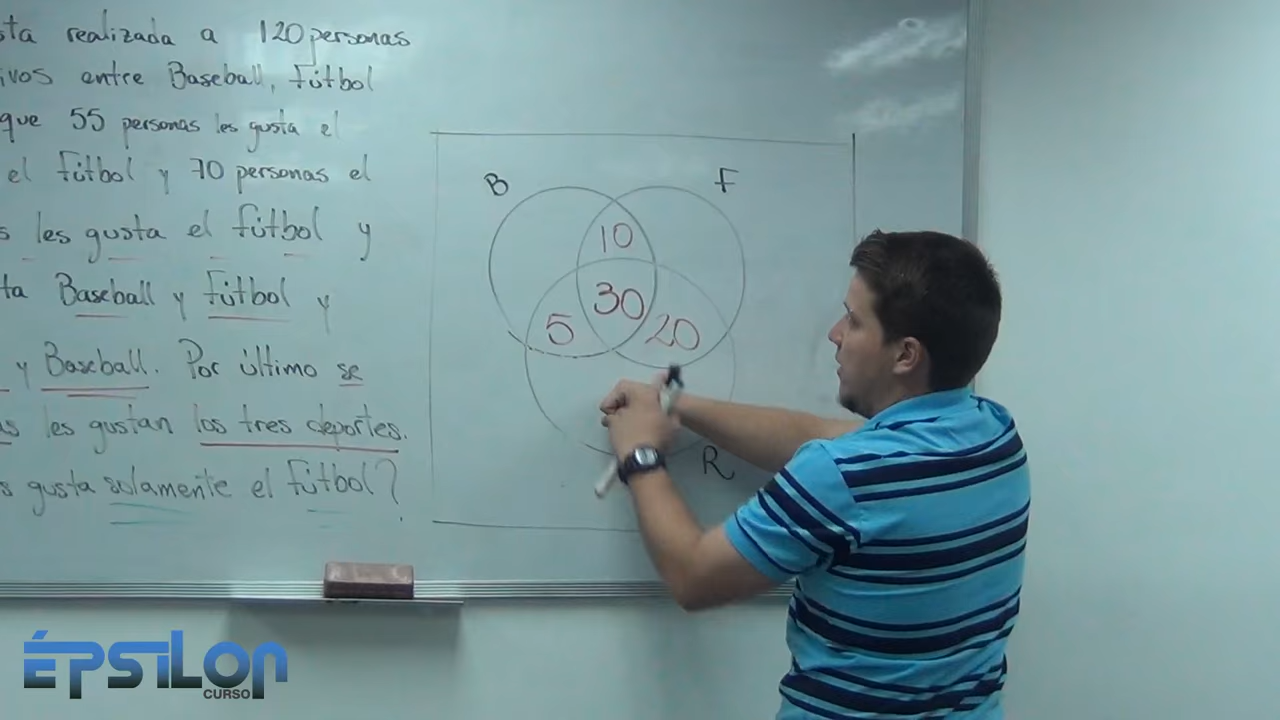 sta realizada a 120 personas
ivos entre Baseball, Fútbol
que 55 personas les gusta el
el Fútbol y 70 personas el
s les gusta el fútbol y
ta Baseball y fútbol y
y Baseball. Por último se
as les gustan los tres deportes.
s gusta solamente el fútbol?
B
F
10
30
5
20
R
ÉPSILON
CURSO